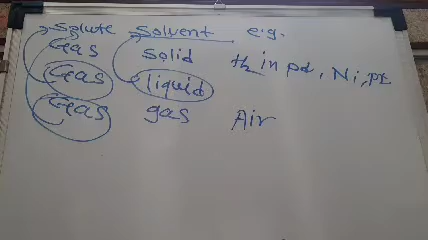 Solute Solvent e.g.
Gas Solid H₂ in pd, Ni, Pt
Gas liquid
Gas gas Air